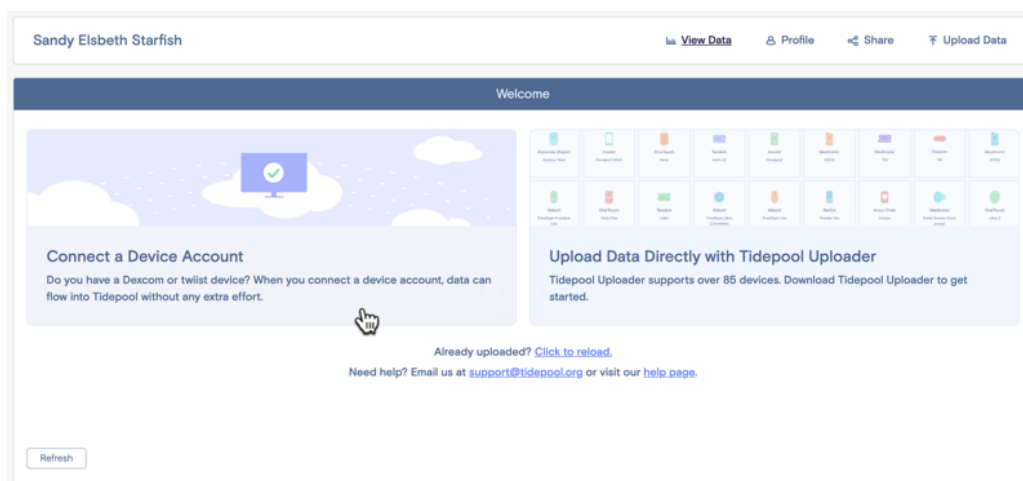 Sandy Elsbeth Starfish
View Data
Profile
Share
Upload Data
Welcome
Connect a Device Account
Do you have a Dexcom or twiist device? When you connect a device account, data can
flow into Tidepool without any extra effort.
Upload Data Directly with Tidepool Uploader
Tidepool Uploader supports over 85 devices. Download Tidepool Uploader to get
started.
Already uploaded? Click to reload.
Need help? Email us at support@tidepool.org or visit our help page.
Refresh